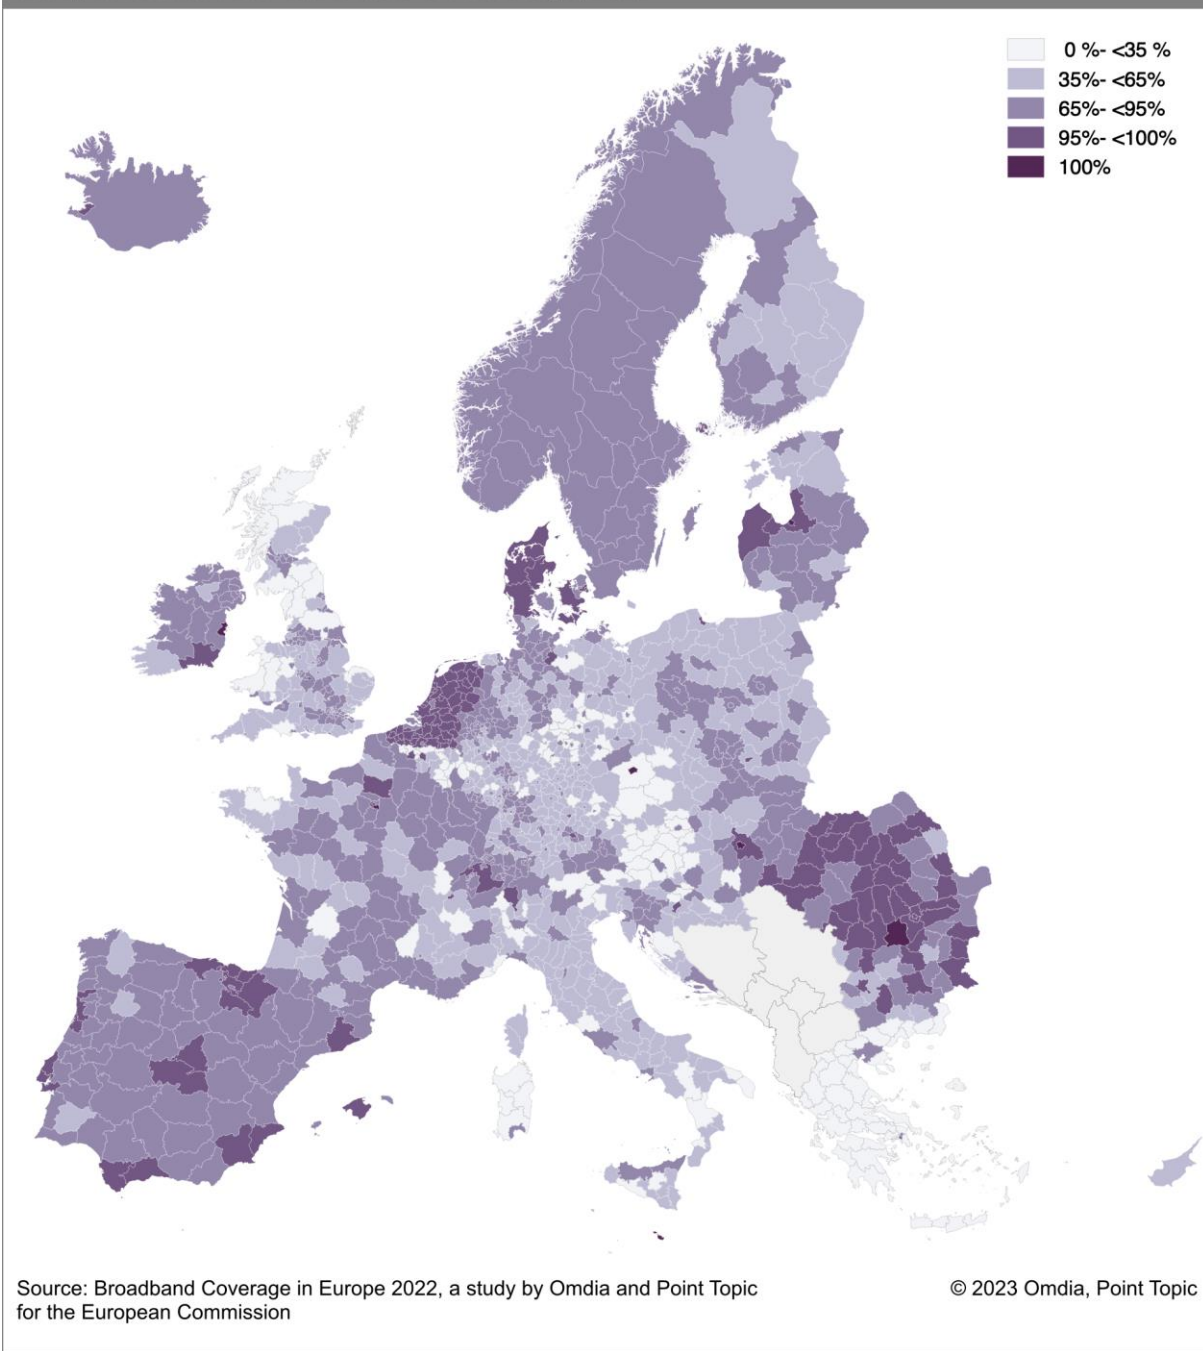 0 %- <35 %
35%- <65%
65%- <95%
95%- <100%
100%
Source: Broadband Coverage in Europe 2022, a study by Omdia and Point Topic
for the European Commission
© 2023 Omdia, Point Topic